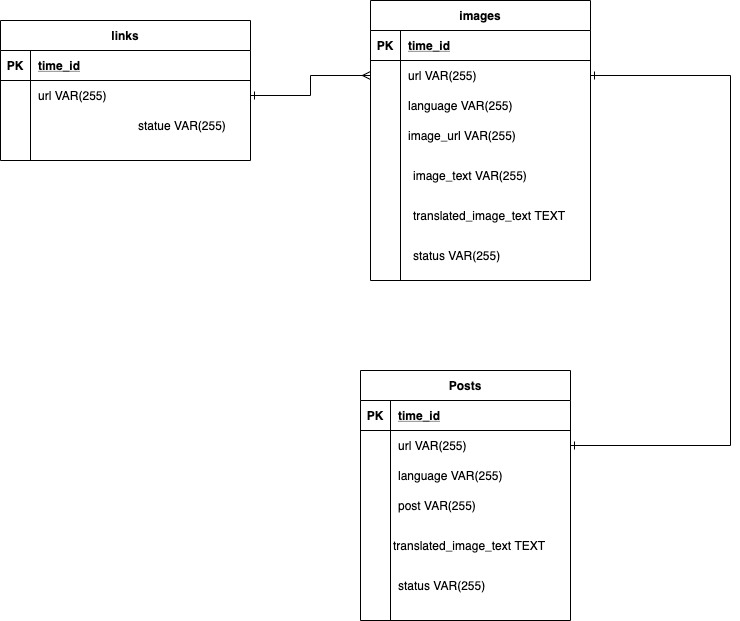 links
PK time_id
url VAR(255)
statue VAR(255)
images
PK time_id
url VAR(255)
language VAR(255)
image_url VAR(255)
image_text VAR(255)
translated_image_text TEXT
status VAR(255)
Posts
PK time_id
url VAR(255)
language VAR(255)
post VAR(255)
translated_image_text TEXT
status VAR(255)